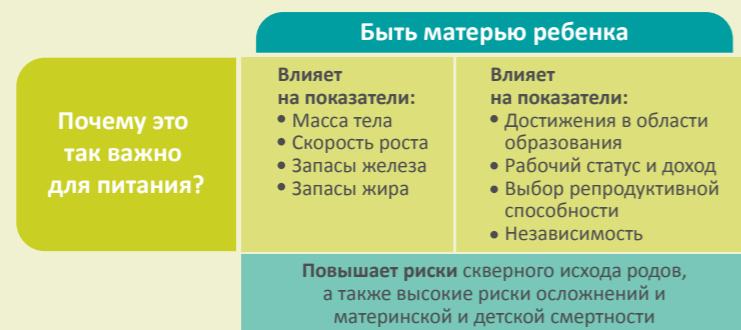 Быть матерью ребенка
Почему это
так важно
для питания?
Влияет
на показатели:
• Масса тела
• Скорость роста
• Запасы железа
• Запасы жира
Влияет
на показатели:
• Достижения в области
образования
• Рабочий статус и доход
• Выбор репродуктивной
способности
• Независимость
Повышает риски скверного исхода родов,
а также высокие риски осложнений и
материнской и детской смертности